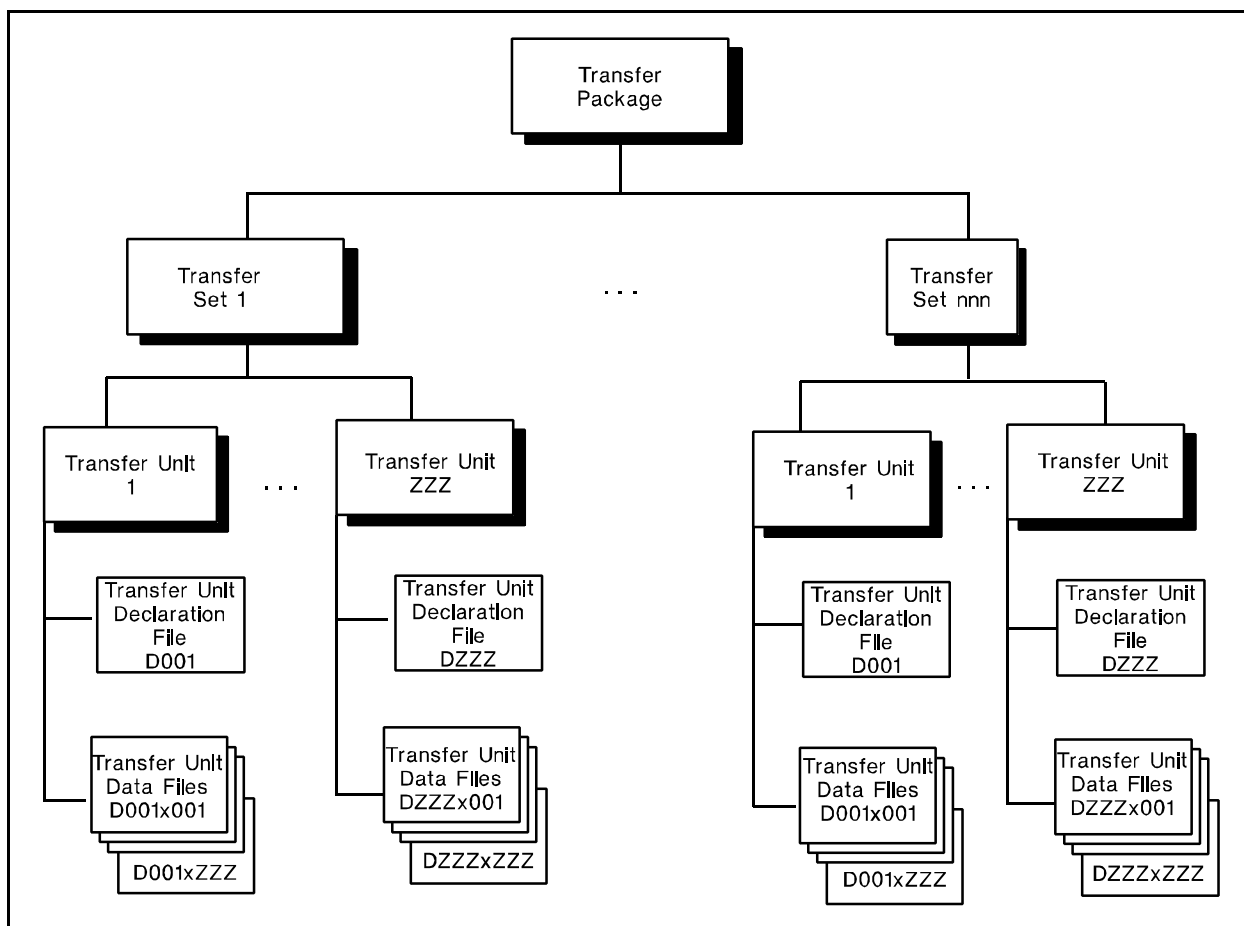 Transfer
Package
Transfer
Set 1
. . .
Transfer
Set nnn
Transfer Unit
1
. . .
Transfer Unit
ZZZ
Transfer Unit
1
. . .
Transfer Unit
ZZZ
Transfer Unit
Declaration
File
D001
Transfer Unit
Declaration
File
DZZZ
Transfer Unit
Declaration
File
D001
Transfer Unit
Declaration
File
DZZZ
Transfer Unit
Data Files
D001x001
D001xZZZ
Transfer Unit
Data Files
DZZZx001
DZZZxZZZ
Transfer Unit
Data Files
D001x001
D001xZZZ
Transfer Unit
Data Files
DZZZx001
DZZZxZZZ